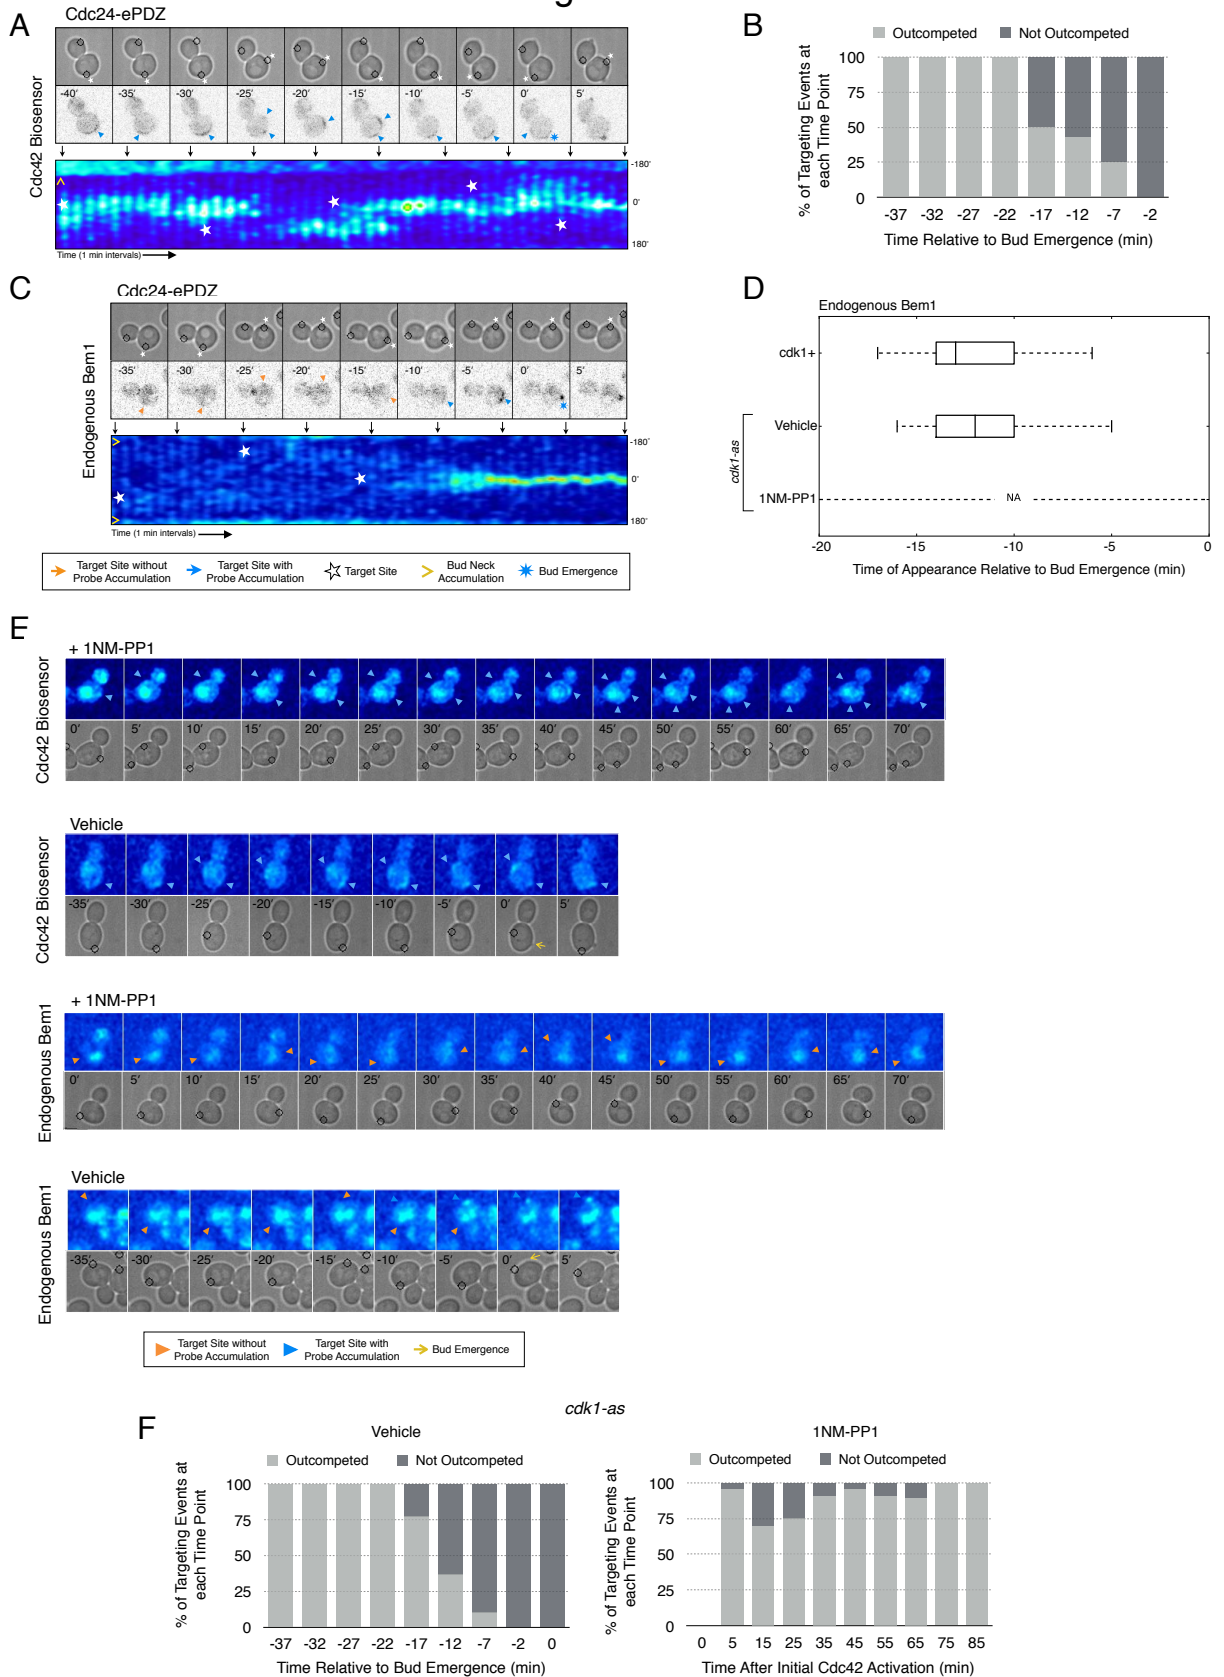 A
Cdc24-ePDZ
Cdc42 Biosensor
-40'
-35'
-30'
-25'
-20'
-15'
-10'
-5'
0'
5'
-180'
0'
180'
Time (1 min intervals)
B
Outcompeted
Not Outcompeted
% of Targeting Events at
each Time Point
100
75
50
25
0
-37 -32 -27 -22 -17 -12 -7 -2
Time Relative to Bud Emergence (min)
C
Cdc24-ePDZ
Endogenous Bem1
-35'
-30'
-25'
-20'
-15'
-10'
-5'
0'
5'
-180'
0'
180'
Time (1 min intervals)
Target Site without
Probe Accumulation
Target Site with
Probe Accumulation
Target Site
Bud Neck
Accumulation
Bud Emergence
D
Endogenous Bem1
cdk1+
Vehicle
cdk1-as
1NM-PP1
NA
-20 -15 -10 -5 0
Time of Appearance Relative to Bud Emergence (min)
E
+ 1NM-PP1
Cdc42 Biosensor
0' 5' 10' 15' 20' 25' 30' 35' 40' 45' 50' 55' 60' 65' 70'
Vehicle
Cdc42 Biosensor
-35' -30' -25' -20' -15' -10' -5' 0' 5'
+ 1NM-PP1
Endogenous Bem1
0' 5' 10' 15' 20' 25' 30' 35' 40' 45' 50' 55' 60' 65' 70'
Vehicle
Endogenous Bem1
-35' -30' -25' -20' -15' -10' -5' 0' 5'
Target Site without
Probe Accumulation
Target Site with
Probe Accumulation
Bud Emergence
F
cdk1-as
Vehicle
Outcompeted
Not Outcompeted
% of Targeting Events at
each Time Point
100
75
50
25
0
-37 -32 -27 -22 -17 -12 -7 -2 0
Time Relative to Bud Emergence (min)
1NM-PP1
Outcompeted
Not Outcompeted
% of Targeting Events at
each Time Point
100
75
50
25
0
0 5 15 25 35 45 55 65 75 85
Time After Initial Cdc42 Activation (min)